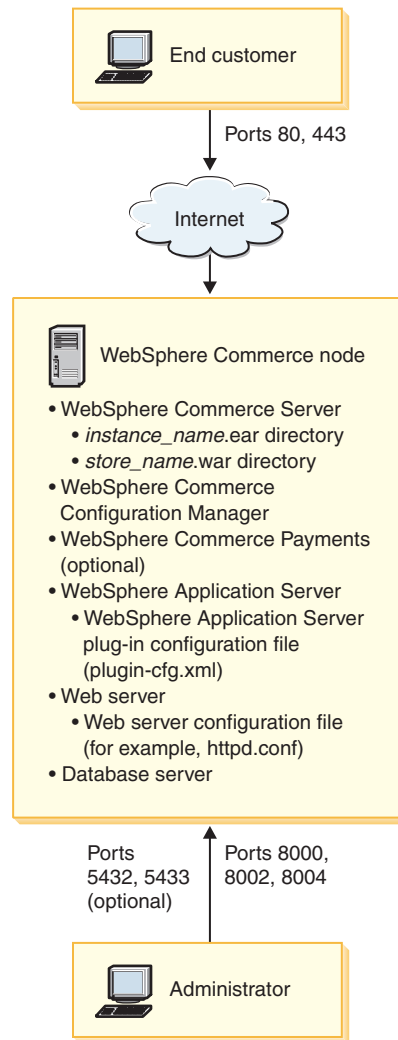 End customer
Ports 80, 443
Internet
WebSphere Commerce node
• WebSphere Commerce Server
• instance_name.ear directory
• store_name.war directory
• WebSphere Commerce
Configuration Manager
• WebSphere Commerce Payments
(optional)
• WebSphere Application Server
• WebSphere Application Server
plug-in configuration file
(plugin-cfg.xml)
• Web server
• Web server configuration file
(for example, httpd.conf)
• Database server
Ports
5432, 5433
(optional)
Ports 8000,
8002, 8004
Administrator